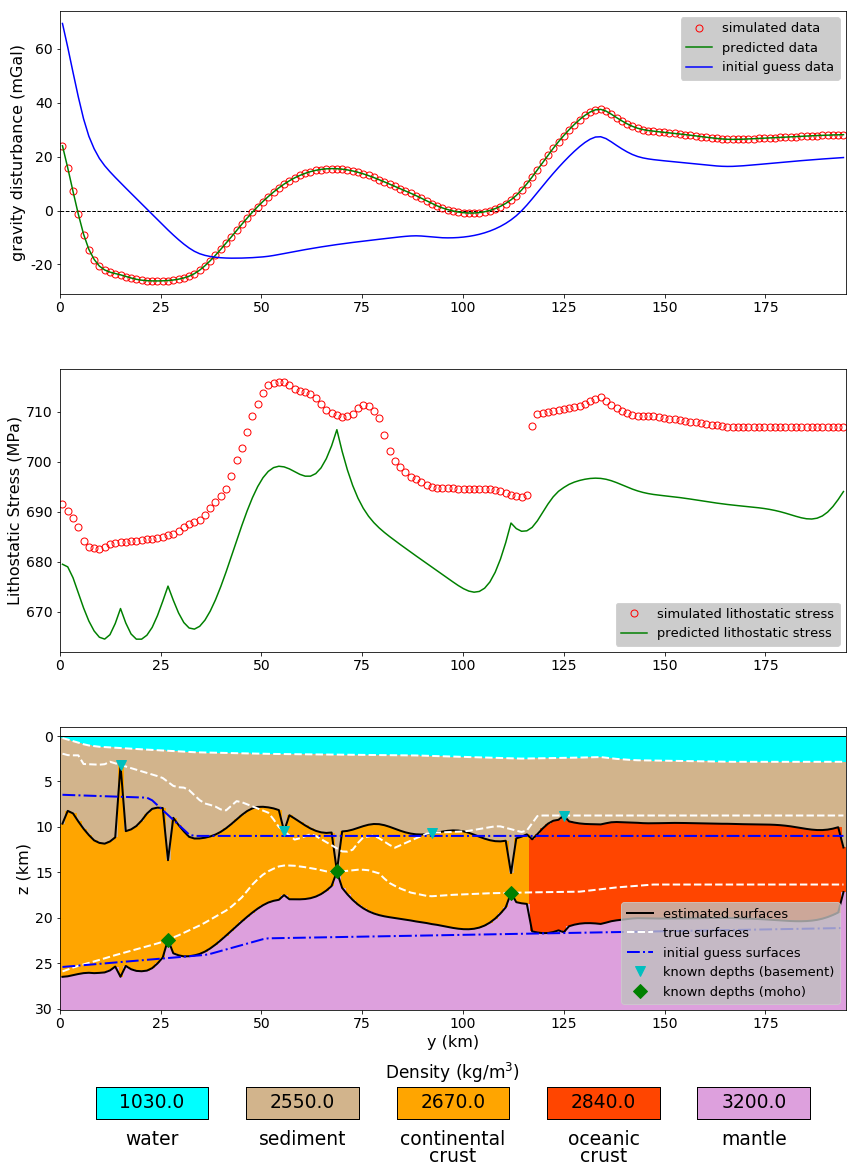 gravity disturbance (mGal)
60
40
20
0
-20
simulated data
predicted data
initial guess data
0 25 50 75 100 125 150 175
Lithostatic Stress (MPa)
710
700
690
680
670
simulated lithostatic stress
predicted lithostatic stress
0 25 50 75 100 125 150 175
z (km)
0
5
10
15
20
25
30
estimated surfaces
true surfaces
initial guess surfaces
known depths (basement)
known depths (moho)
0 25 50 75 100 125 150 175
y (km)
Density (kg/m³)
1030.0 2550.0 2670.0 2840.0 3200.0
water sediment continental oceanic mantle
crust crust